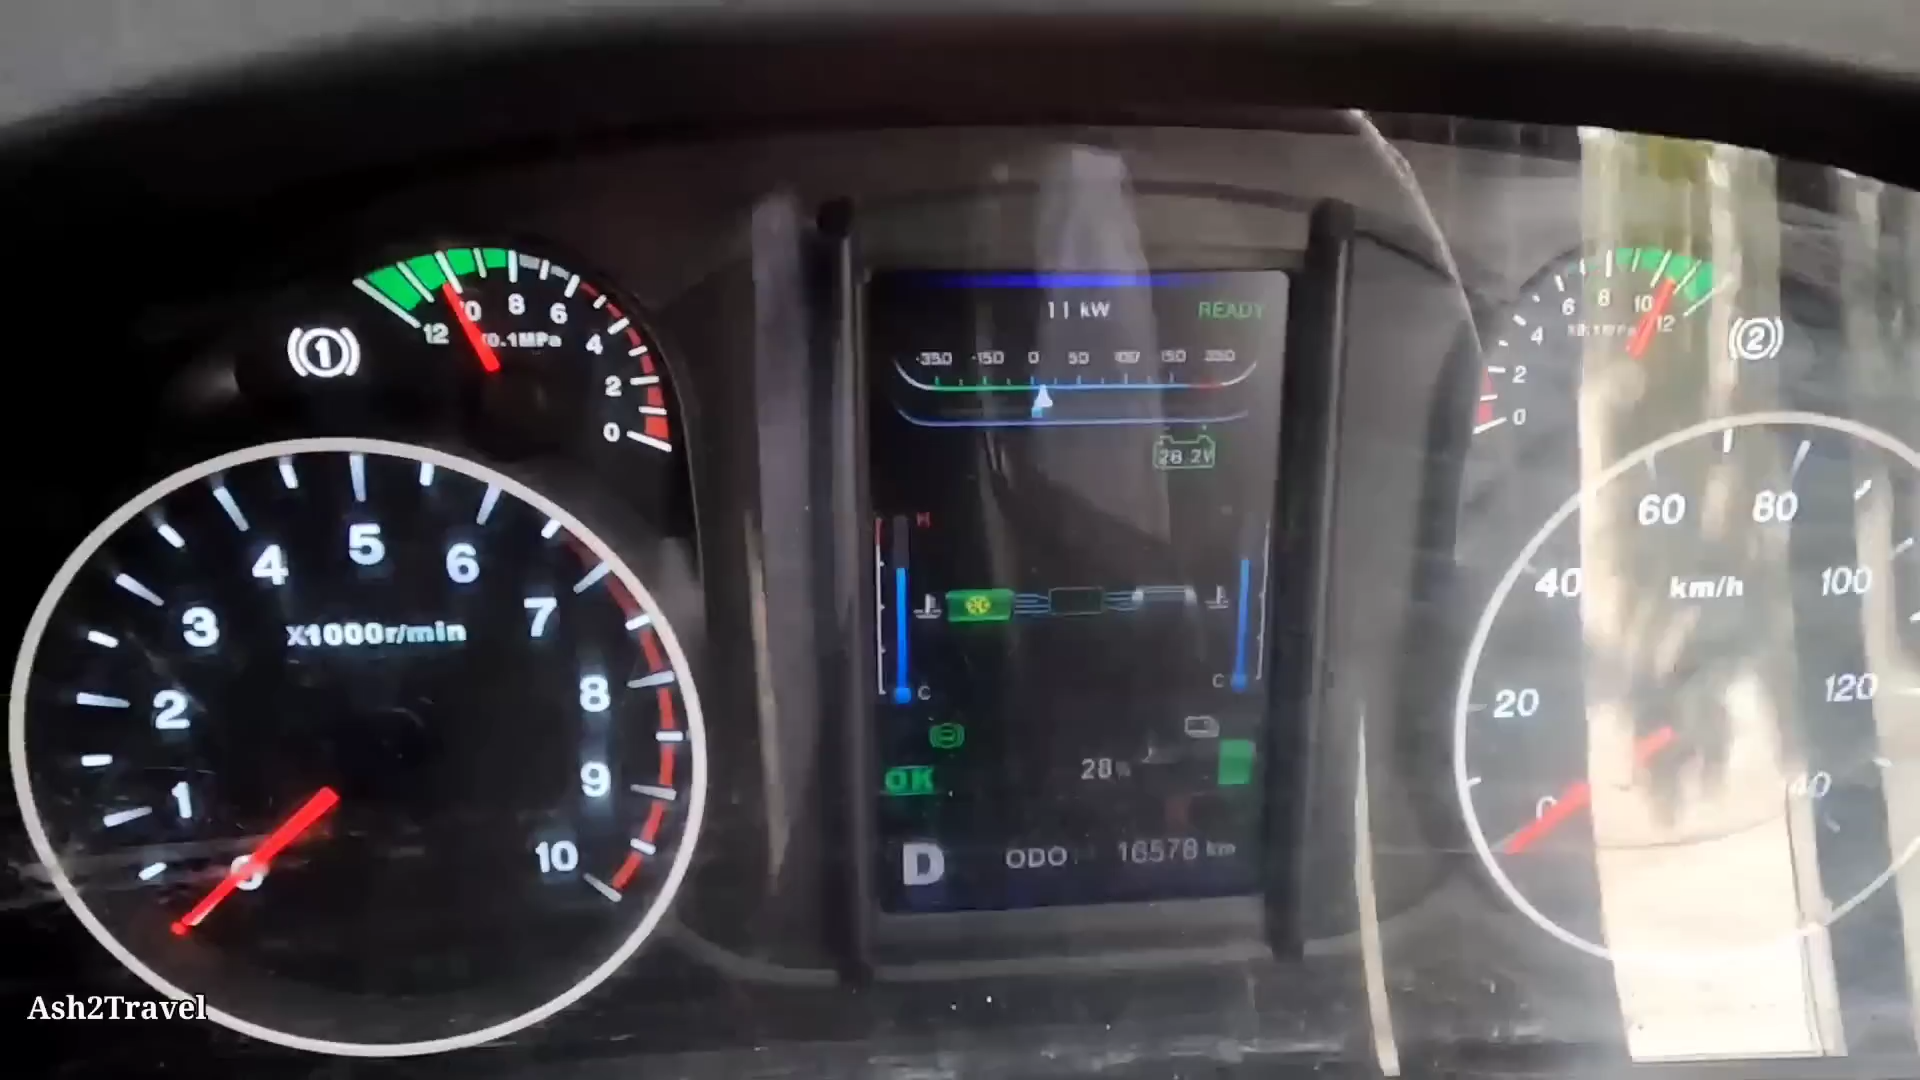 11 kW
READY
-350 -150 0 50 100 150 350
28.2V
12 10 8 6 4 2 0
X0.1MPa
1
0 2 4 6 8 10 12
2
0 1 2 3 4 5 6 7 8 9 10
X1000r/min
H
C
C
OK
28%
D
ODO 16578 km
0 20 40 60 80 100 120
km/h
Ash2Travel